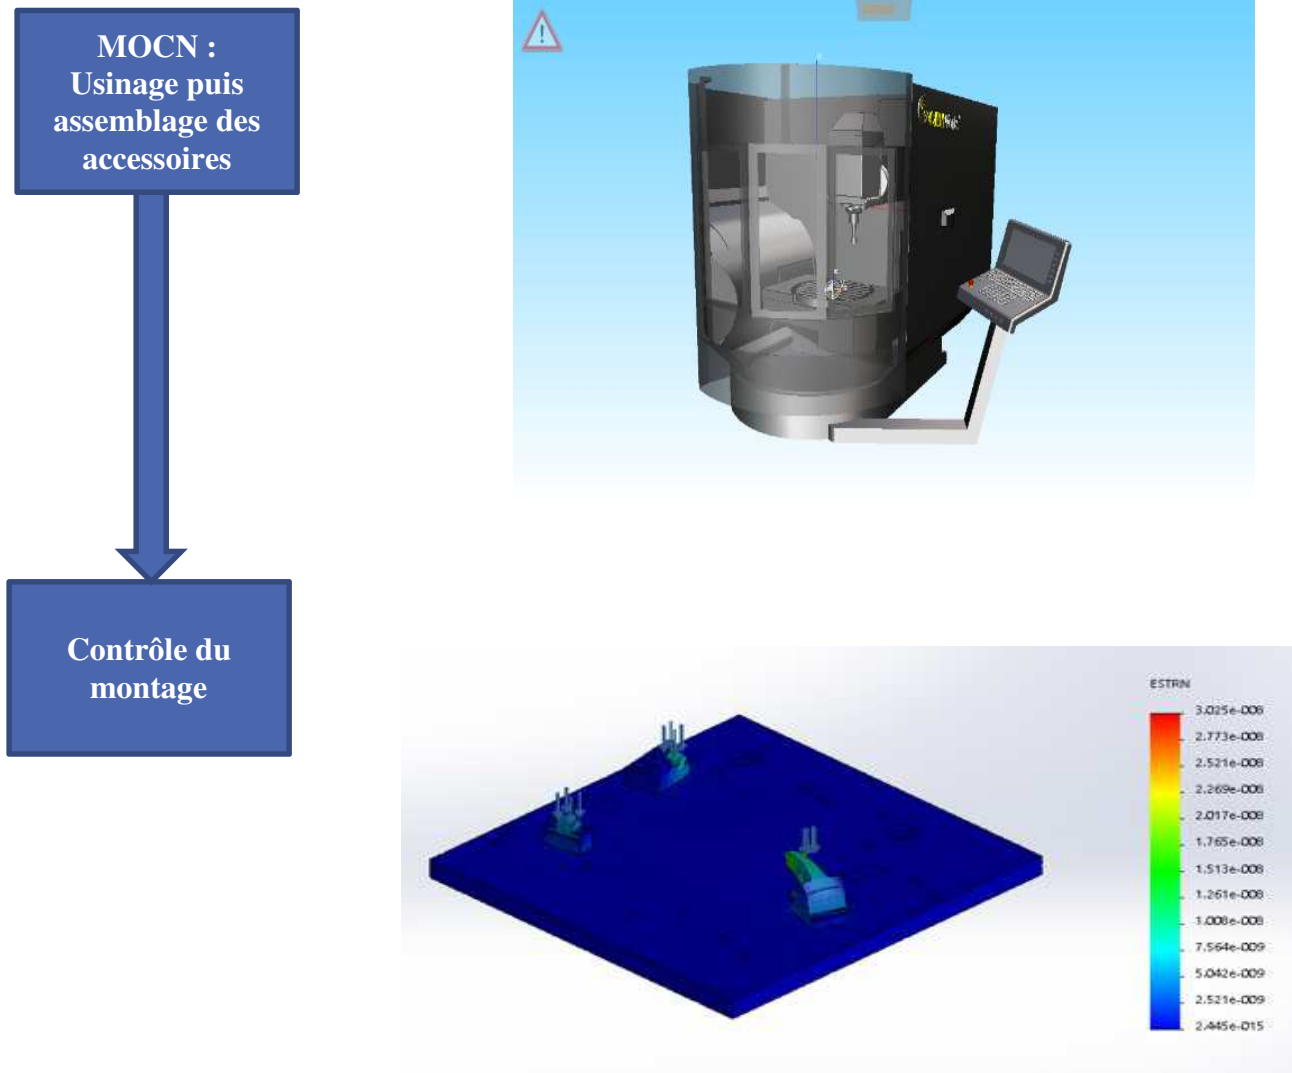 MOCN :
Usinage puis
assemblage des
accessoires
Contrôle du
montage
ESTRN
3.025e-008
2.773e-008
2.521e-008
2.269e-008
2.017e-008
1.765e-008
1.513e-008
1.261e-008
1.008e-008
7.564e-009
5.042e-009
2.521e-009
2.445e-015